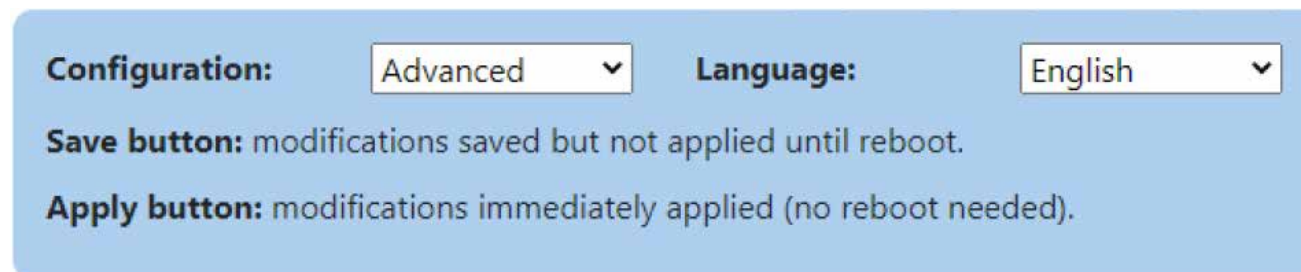 Configuration: Advanced Language: English
Save button: modifications saved but not applied until reboot.
Apply button: modifications immediately applied (no reboot needed).